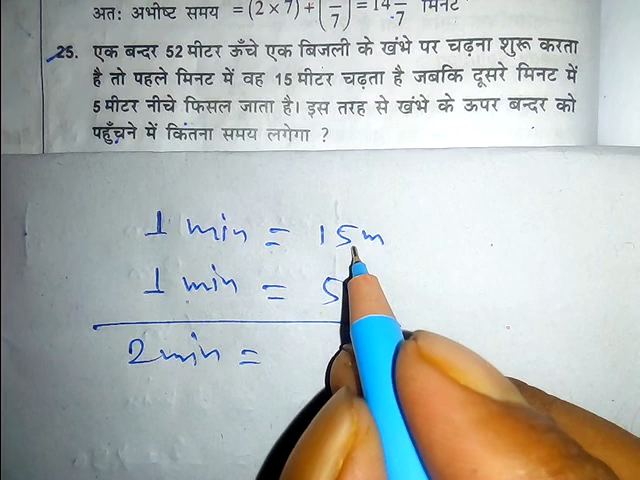 अतः अभीष्ट समय = (2 × 7) + ( /7) = 14 /7 मिनट
25. एक बन्दर 52 मीटर ऊँचे एक बिजली के खंभे पर चढ़ना शुरू करता
है तो पहले मिनट में वह 15 मीटर चढ़ता है जबकि दूसरे मिनट में
5 मीटर नीचे फिसल जाता है। इस तरह से खंभे के ऊपर बन्दर को
पहुँचने में कितना समय लगेगा ?
1 min = 15m
1 min = 5
2 min =